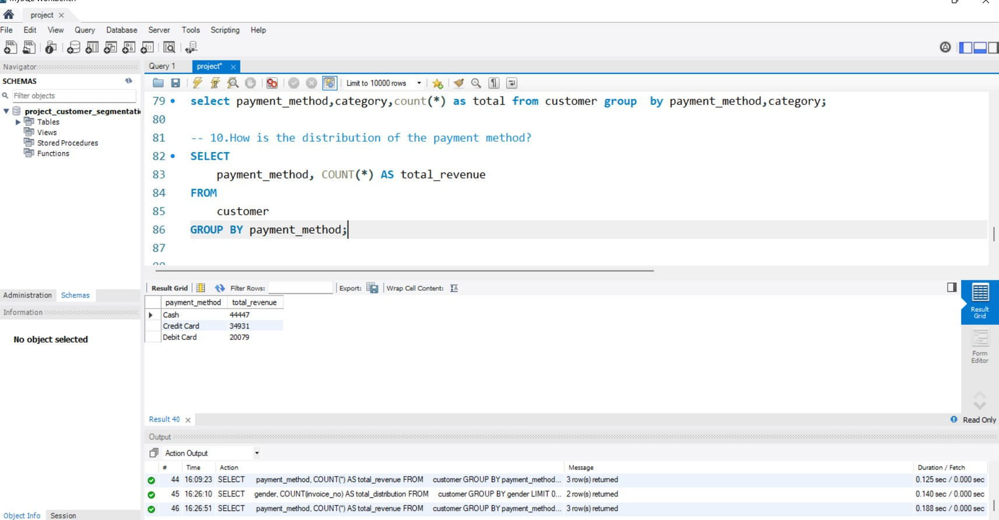 MySQL Workbench
project
File Edit View Query Database Server Tools Scripting Help
Navigator
SCHEMAS
Filter objects
project_customer_segmentati
Tables
Views
Stored Procedures
Functions
Administration Schemas
Information
No object selected
Object Info Session
Query 1 project*
Limit to 10000 rows
79 select payment_method,category,count(*) as total from customer group  by payment_method,category;
80
81 -- 10.How is the distribution of the payment method?
82 SELECT
83     payment_method, COUNT(*) AS total_revenue
84 FROM
85     customer
86 GROUP BY payment_method;
87
88
Result Grid Filter Rows: Export: Wrap Cell Content:
payment_method total_revenue
Cash 44447
Credit Card 34931
Debit Card 20079
Result Grid
Form Editor
Result 40 Read Only
Output
Action Output
# Time Action Message Duration / Fetch
44 16:09:23 SELECT payment_method, COUNT(*) AS total_revenue FROM customer GROUP BY payment_method... 3 row(s) returned 0.125 sec / 0.000 sec
45 16:26:10 SELECT gender, COUNT(invoice_no) AS total_distribution FROM customer GROUP BY gender LIMIT 0... 2 row(s) returned 0.140 sec / 0.000 sec
46 16:26:51 SELECT payment_method, COUNT(*) AS total_revenue FROM customer GROUP BY payment_method... 3 row(s) returned 0.188 sec / 0.000 sec